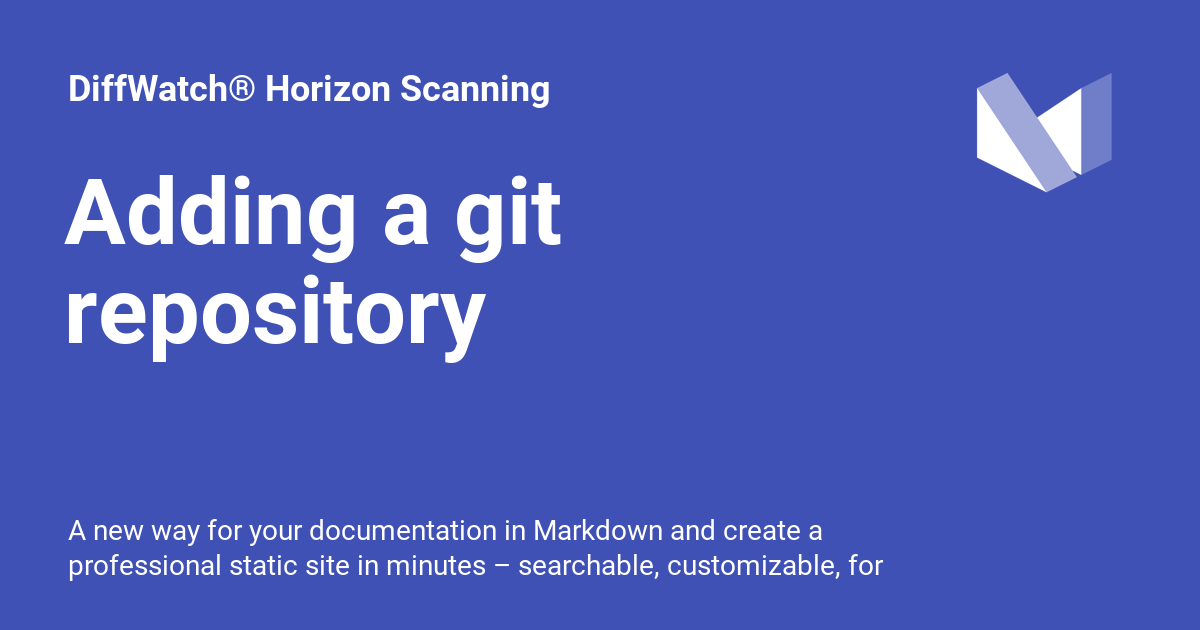 DiffWatch® Horizon Scanning
Adding a git
repository
A new way for your documentation in Markdown and create a
professional static site in minutes – searchable, customizable, for